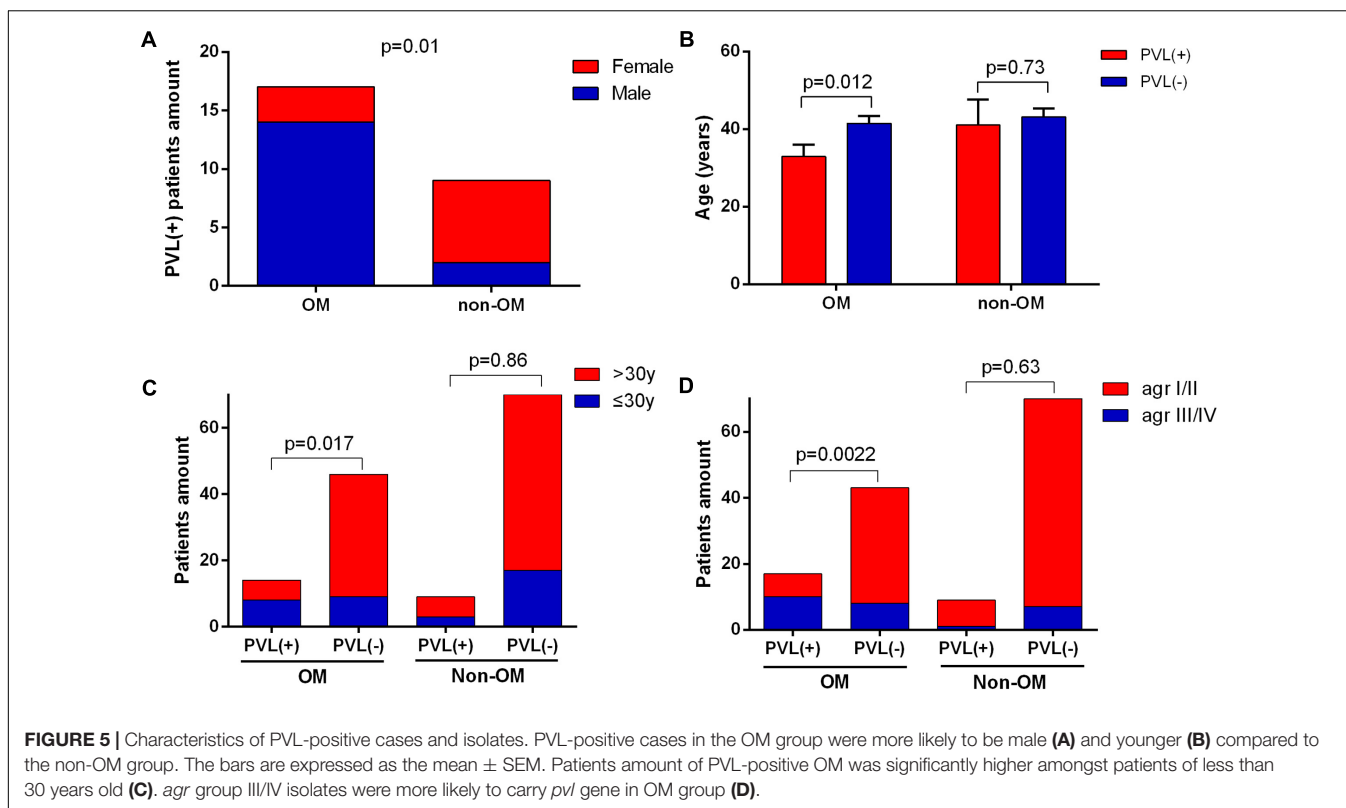 A
p=0.01
20
15
10
5
0
PVL(+) patients amount
Female
Male
OM
non-OM
B
60
40
20
0
Age (years)
p=0.012
p=0.73
PVL(+)
PVL(-)
OM
non-OM
C
p=0.86
>30y
≤30y
p=0.017
60
40
20
0
Patients amount
PVL(+)
PVL(-)
PVL(+)
PVL(-)
OM
Non-OM
D
p=0.63
agr I/II
agr III/IV
p=0.0022
60
40
20
0
Patients amount
PVL(+)
PVL(-)
PVL(+)
PVL(-)
OM
Non-OM
FIGURE 5 | Characteristics of PVL-positive cases and isolates. PVL-positive cases in the OM group were more likely to be male (A) and younger (B) compared to
the non-OM group. The bars are expressed as the mean ± SEM. Patients amount of PVL-positive OM was significantly higher amongst patients of less than
30 years old (C). agr group III/IV isolates were more likely to carry pvl gene in OM group (D).